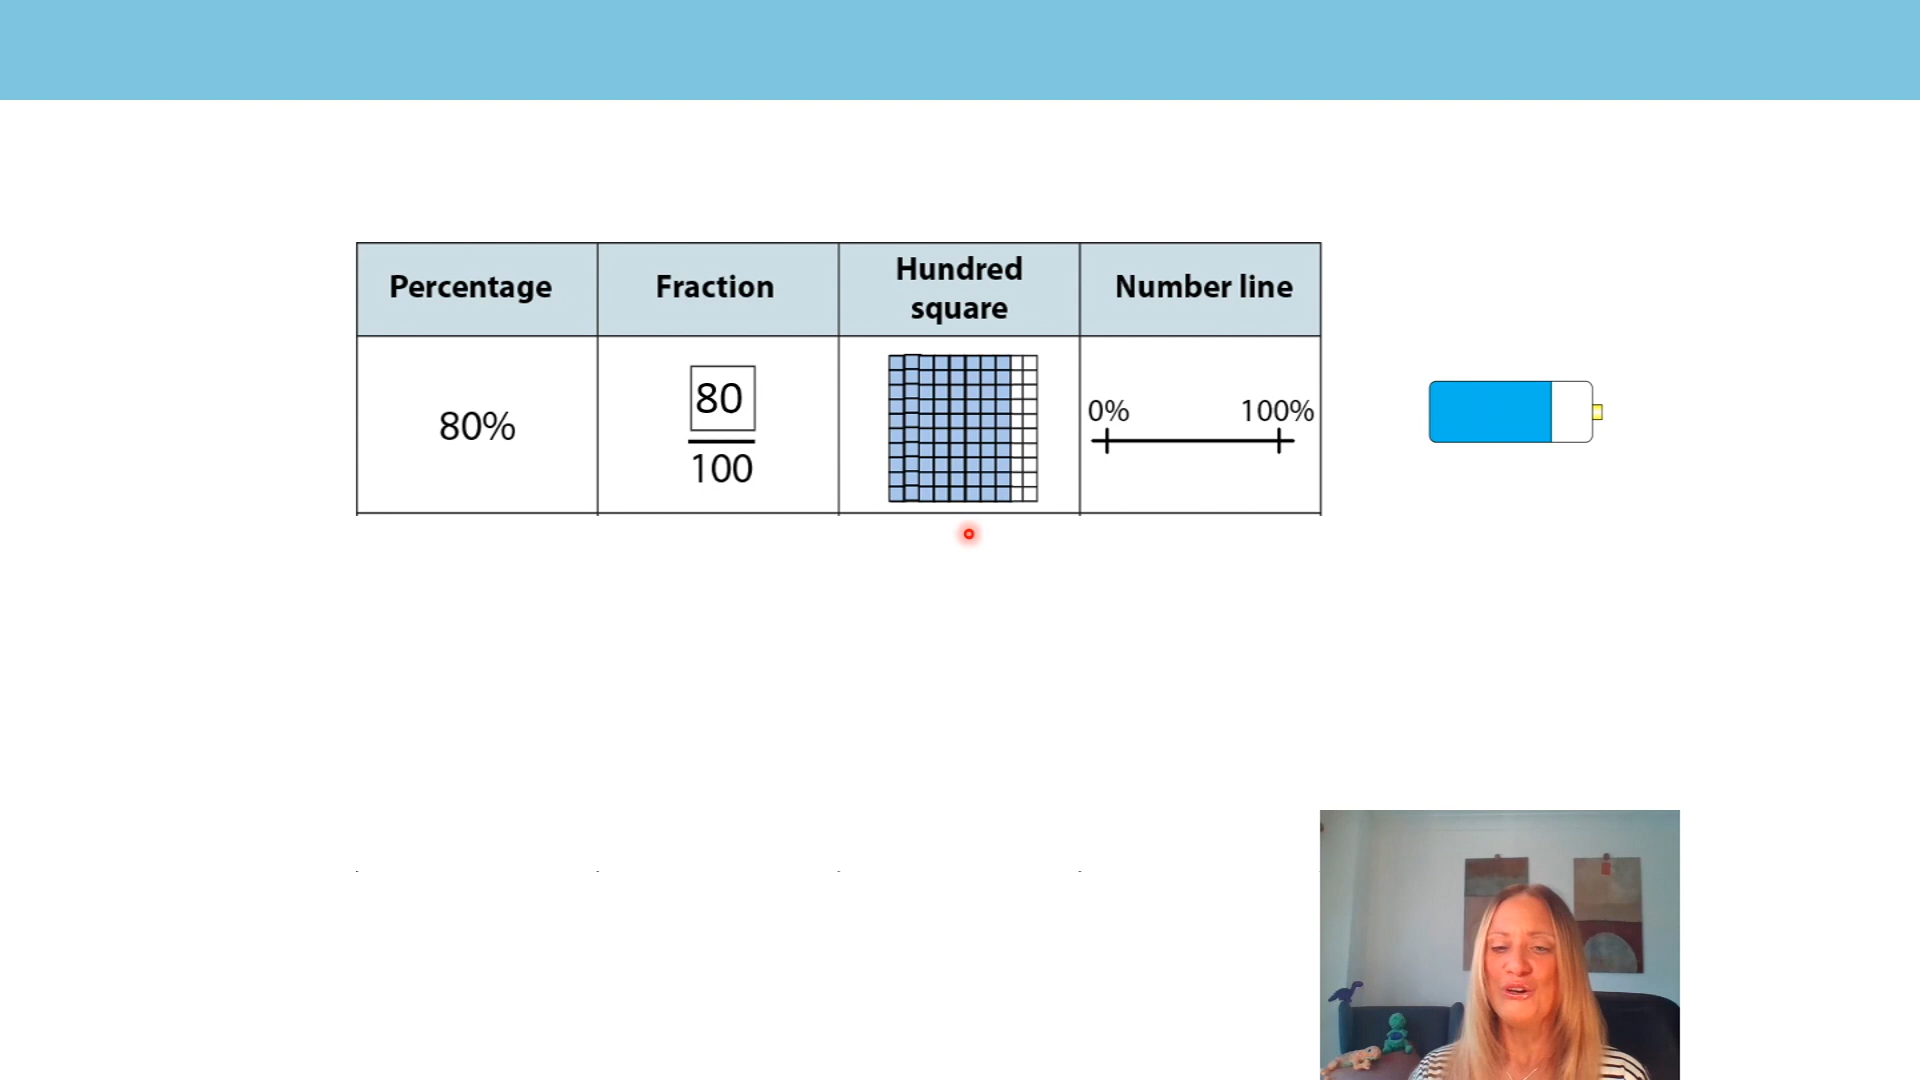 Percentage
Fraction
Hundred
square
Number line
80%
80
100
0% 100%